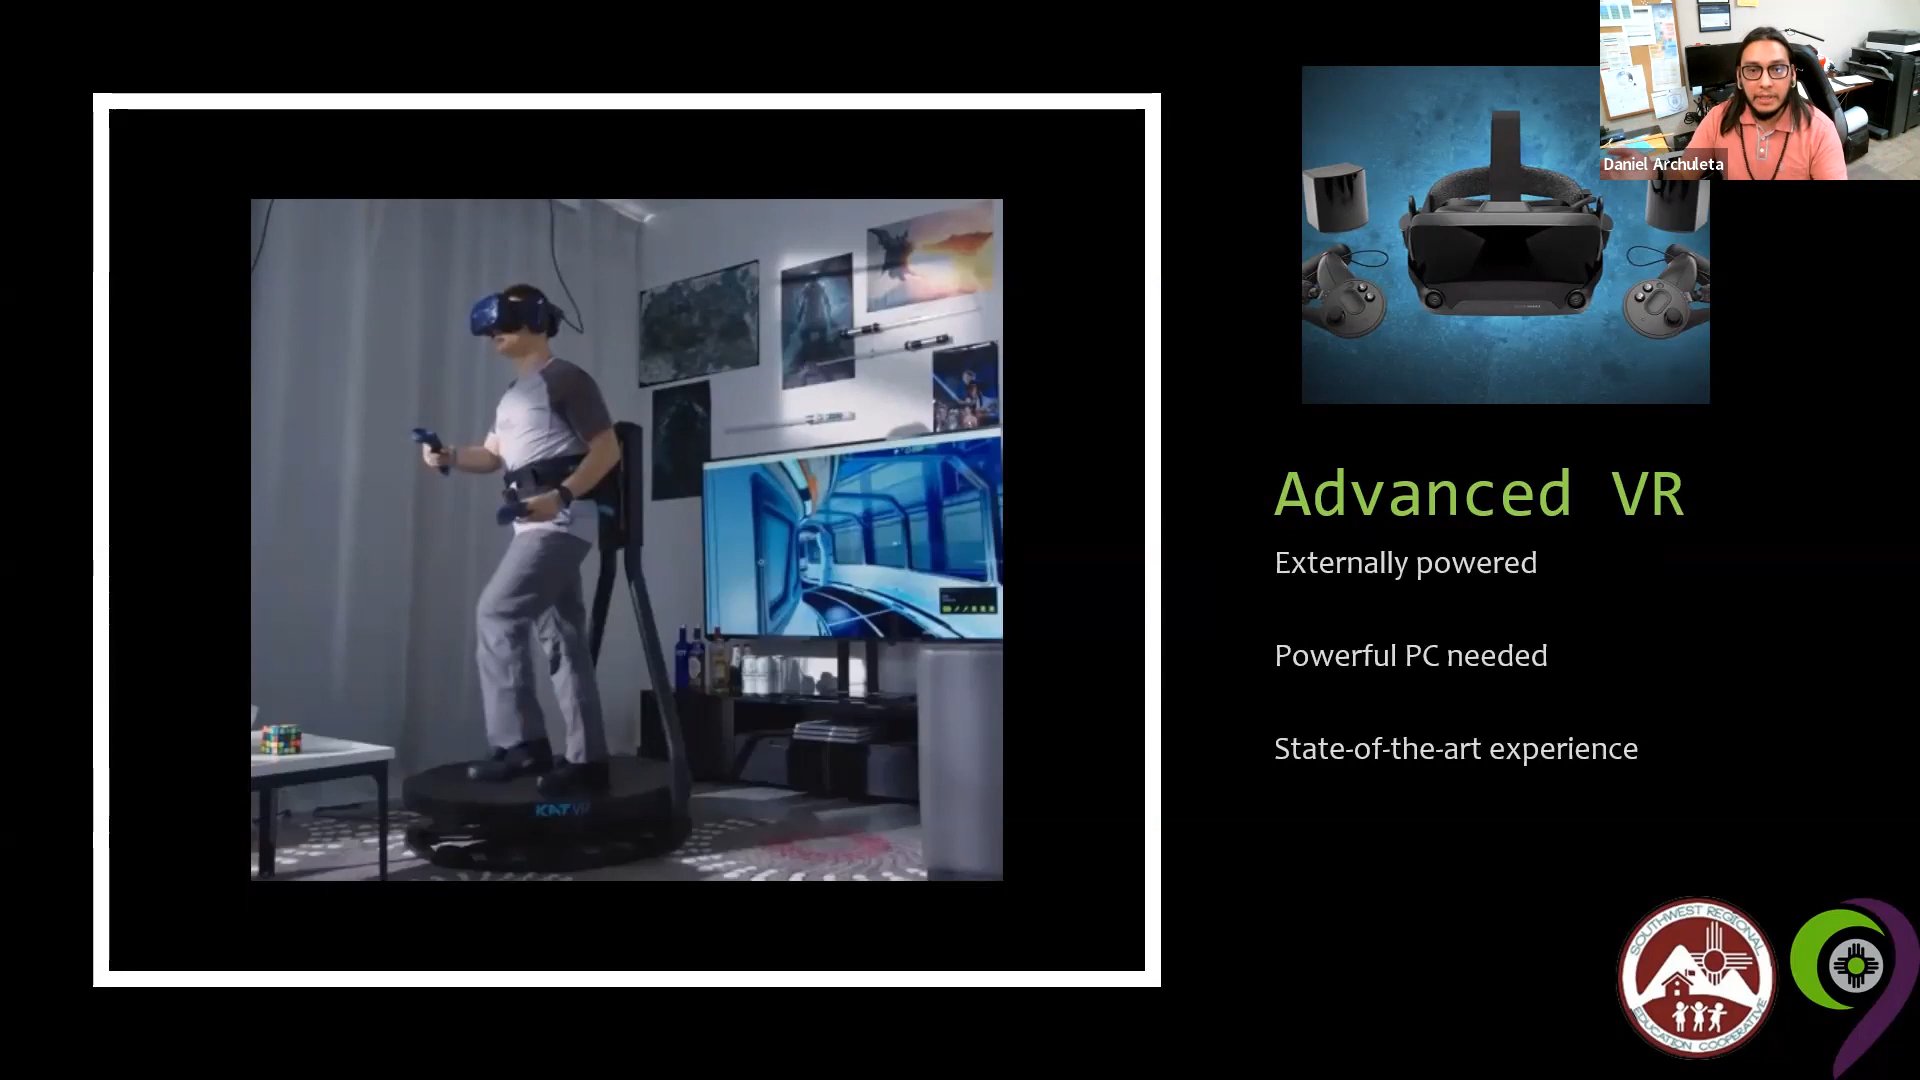 Daniel Archuleta
Advanced VR
Externally powered
Powerful PC needed
State-of-the-art experience
KAT VR
SOUTHWEST REGIONAL
EDUCATION COOPERATIVE